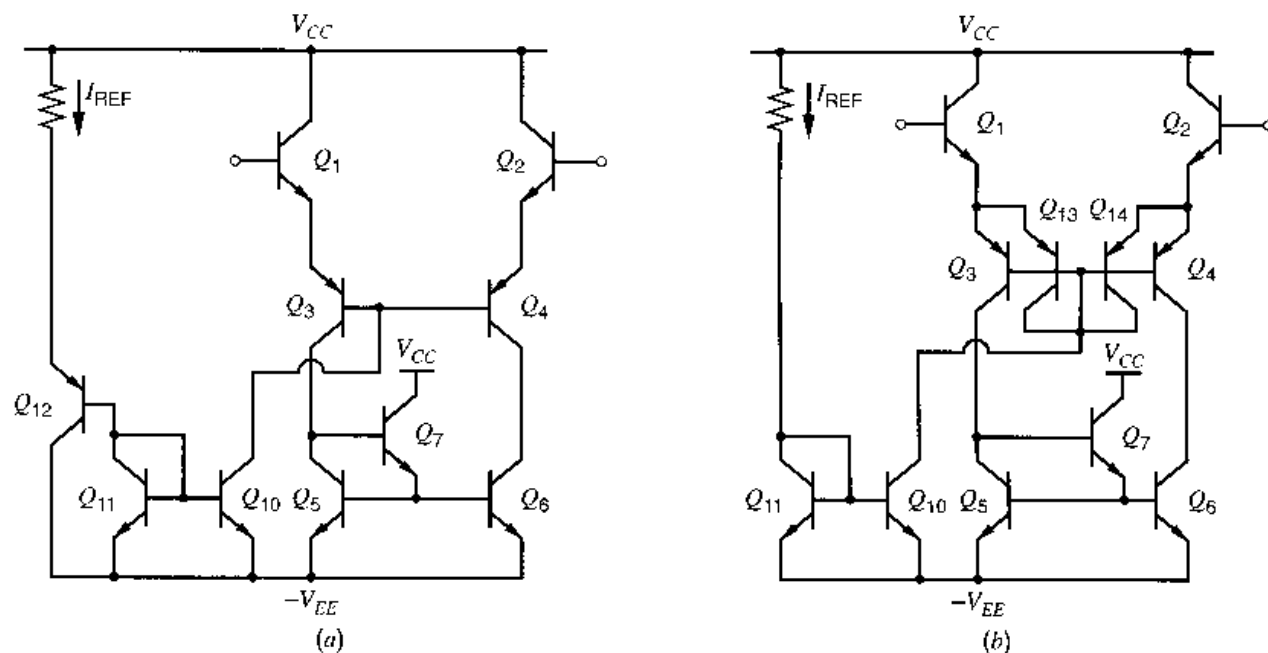 V_CC
I_REF
Q_1
Q_2
Q_3
Q_4
V_CC
Q_12
Q_7
Q_11
Q_10
Q_5
Q_6
−V_EE
(a)
V_CC
I_REF
Q_1
Q_2
Q_13
Q_14
Q_3
Q_4
V_CC
Q_7
Q_11
Q_10
Q_5
Q_6
−V_EE
(b)